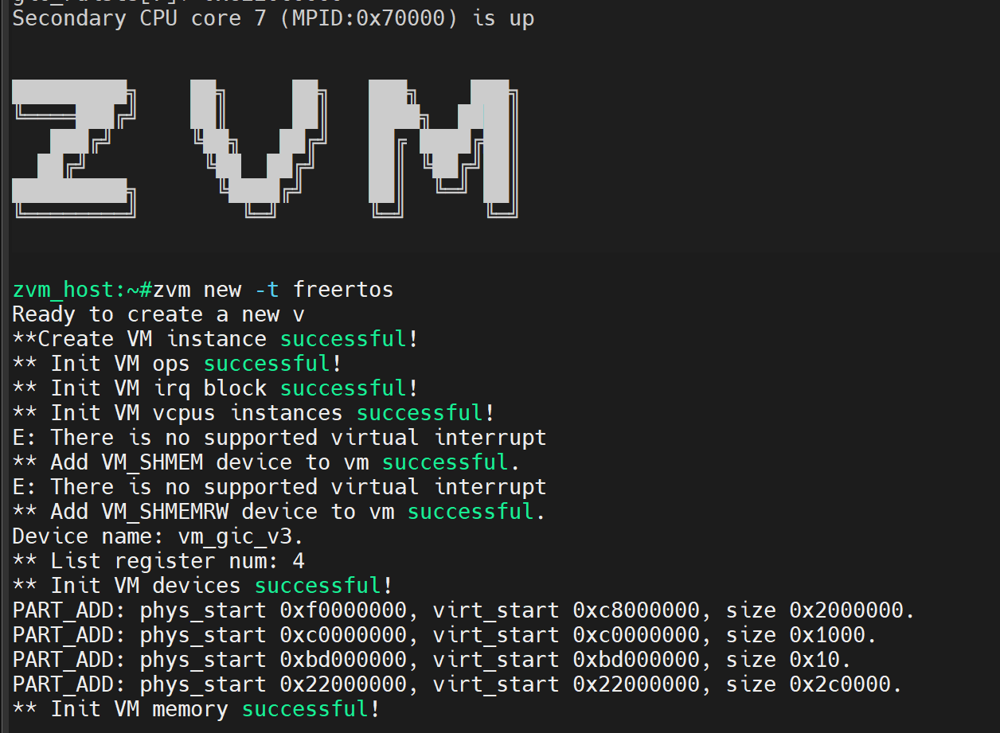 Secondary CPU core 7 (MPID:0x70000) is up
ZVM
zvm_host:~#zvm new -t freertos
Ready to create a new v
**Create VM instance successful!
** Init VM ops successful!
** Init VM irq block successful!
** Init VM vcpus instances successful!
E: There is no supported virtual interrupt
** Add VM_SHMEM device to vm successful.
E: There is no supported virtual interrupt
** Add VM_SHMEMRW device to vm successful.
Device name: vm_gic_v3.
** List register num: 4
** Init VM devices successful!
PART_ADD: phys_start 0xf0000000, virt_start 0xc8000000, size 0x2000000.
PART_ADD: phys_start 0xc0000000, virt_start 0xc0000000, size 0x1000.
PART_ADD: phys_start 0xbd000000, virt_start 0xbd000000, size 0x10.
PART_ADD: phys_start 0x22000000, virt_start 0x22000000, size 0x2c0000.
** Init VM memory successful!